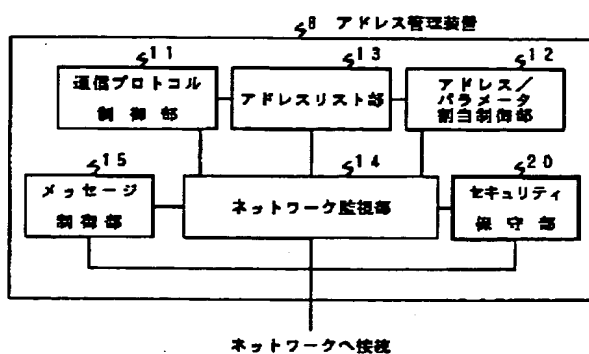 8 アドレス管理装置
11
通信プロトコル
制御部
13
アドレスリスト部
12
アドレス/
パラメータ
割当制御部
15
メッセージ
制御部
14
ネットワーク監視部
20
セキュリティ
保守部
ネットワークへ接続